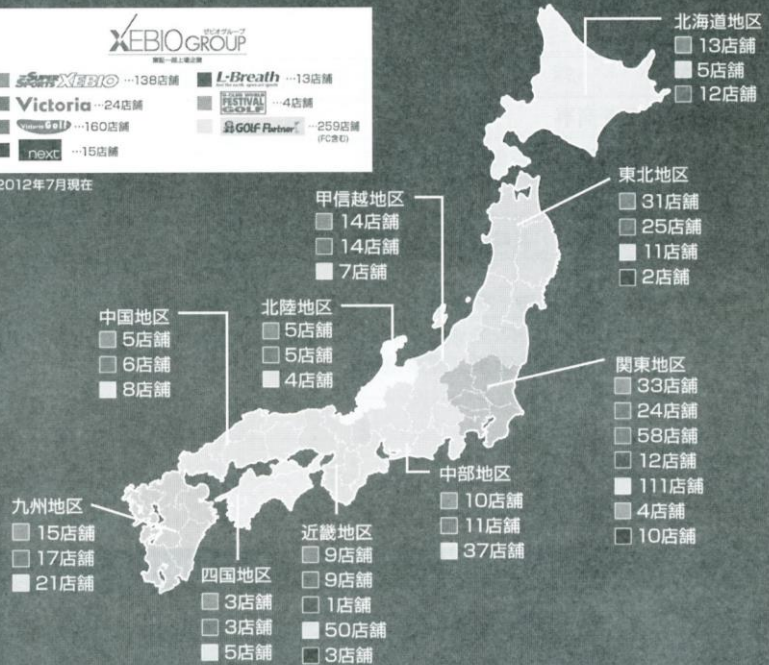 ゼビオグループ
XEBIO GROUP
東証一部上場企業
SUPER SPORTS XEBIO …138店舗
Victoria …24店舗
Victoria Golf …160店舗
next …15店舗
L-Breath …13店舗
FESTIVAL GOLF …4店舗
GOLF Partner …259店舗
(FC含む)
2012年7月現在
北海道地区
13店舗
5店舗
12店舗
東北地区
31店舗
25店舗
11店舗
2店舗
甲信越地区
14店舗
14店舗
7店舗
北陸地区
5店舗
5店舗
4店舗
中国地区
5店舗
6店舗
8店舗
関東地区
33店舗
24店舗
58店舗
12店舗
111店舗
4店舗
10店舗
中部地区
10店舗
11店舗
37店舗
九州地区
15店舗
17店舗
21店舗
四国地区
3店舗
3店舗
5店舗
近畿地区
9店舗
9店舗
1店舗
50店舗
3店舗